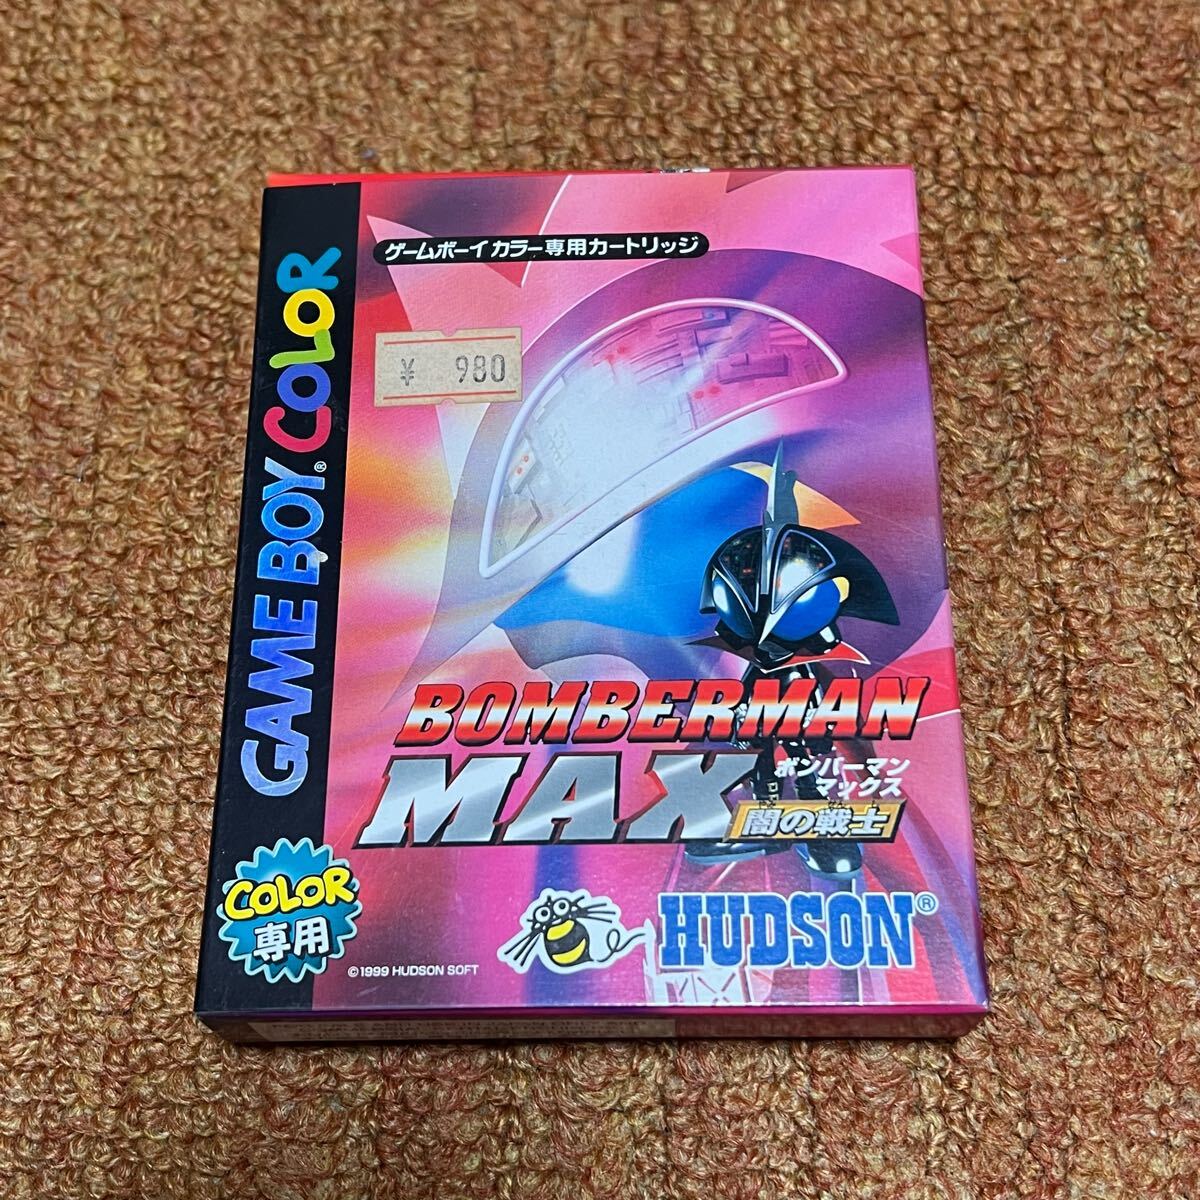 ゲームボーイカラー専用カートリッジ
¥ 980
GAME BOY® COLOR
BOMBERMAN
MAX
ボンバーマン
マックス
闇の戦士
COLOR
専用
HUDSON®
©1999 HUDSON SOFT